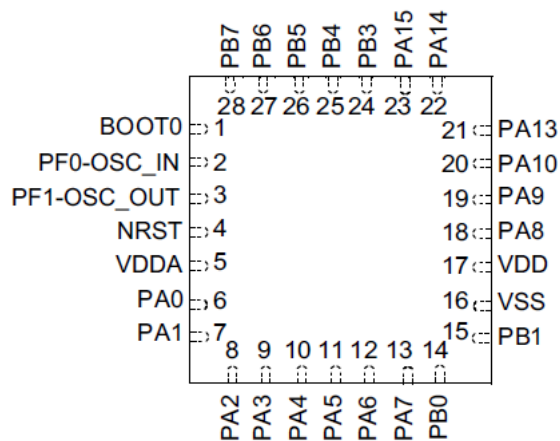 PB7 PB6 PB5 PB4 PB3 PA15 PA14
28 27 26 25 24 23 22
BOOT0 1 21 PA13
PF0-OSC_IN 2 20 PA10
PF1-OSC_OUT 3 19 PA9
NRST 4 18 PA8
VDDA 5 17 VDD
PA0 6 16 VSS
PA1 7 15 PB1
8 9 10 11 12 13 14
PA2 PA3 PA4 PA5 PA6 PA7 PB0